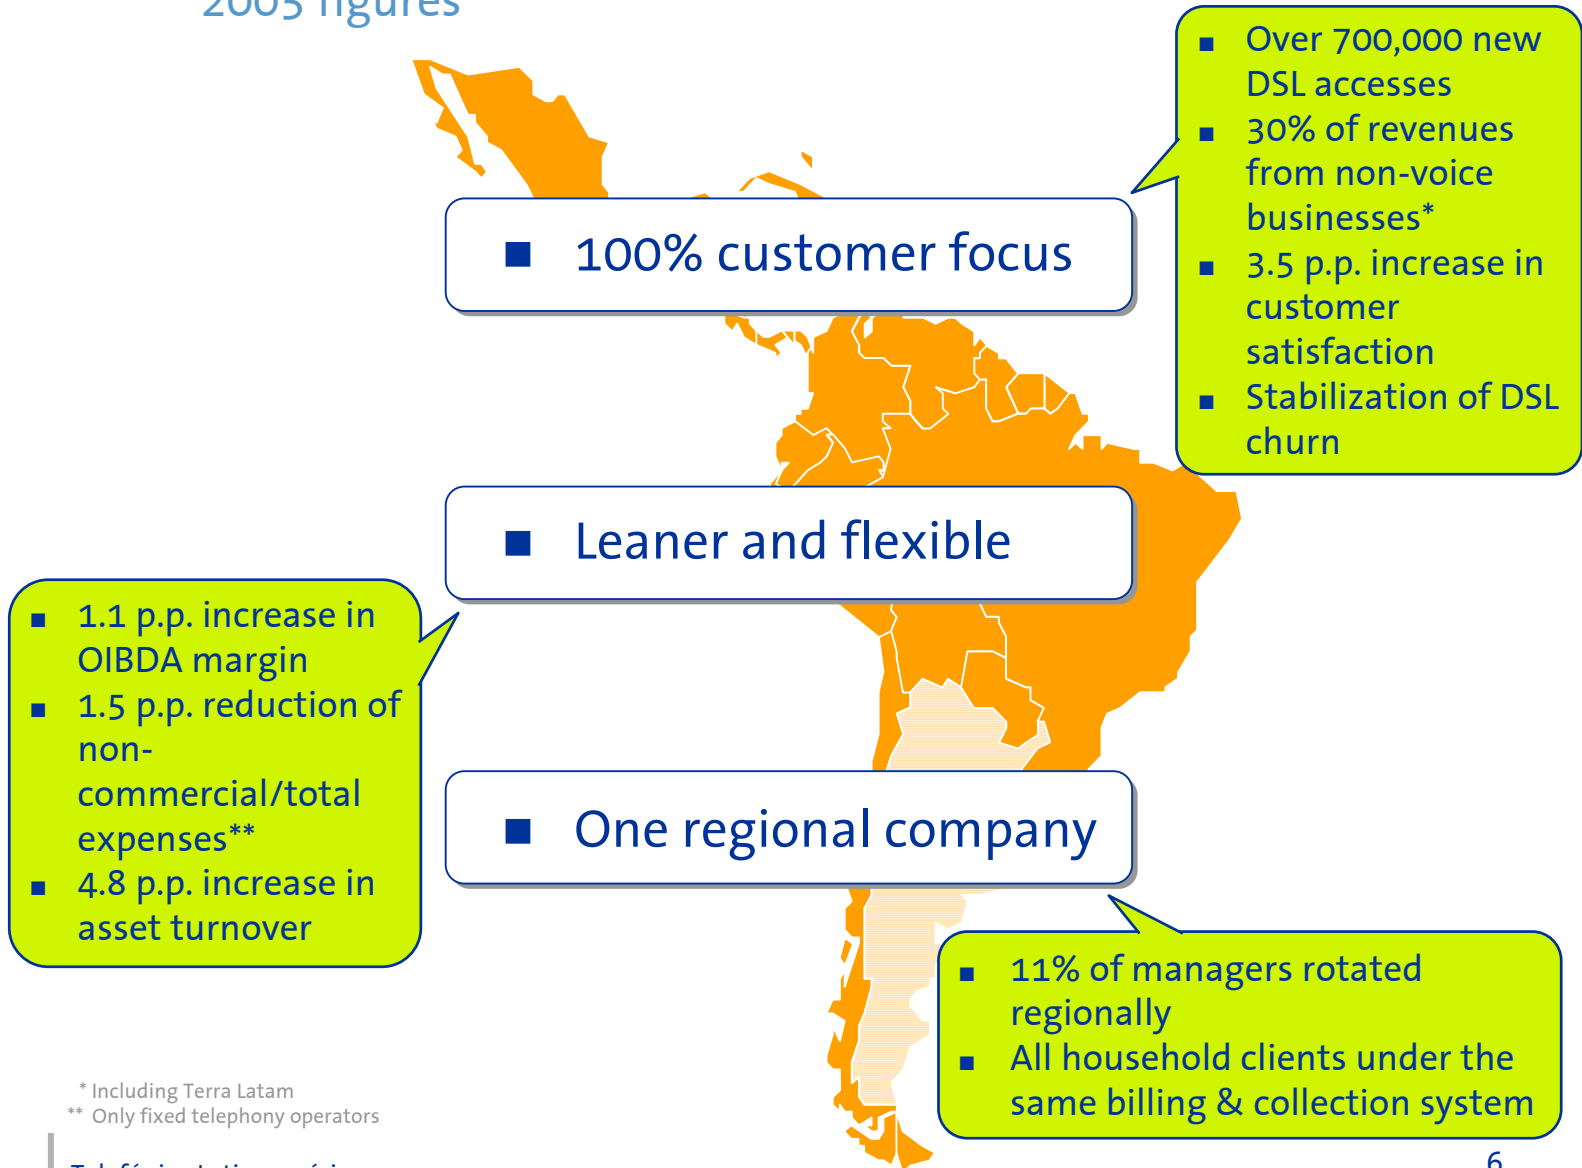 2005 figures
■ Over 700,000 new
DSL accesses
■ 30% of revenues
from non-voice
businesses*
■ 3.5 p.p. increase in
customer
satisfaction
■ Stabilization of DSL
churn
■ 100% customer focus
■ Leaner and flexible
■ 1.1 p.p. increase in
OIBDA margin
■ 1.5 p.p. reduction of
non-
commercial/total
expenses**
■ 4.8 p.p. increase in
asset turnover
■ One regional company
■ 11% of managers rotated
regionally
■ All household clients under the
same billing & collection system
* Including Terra Latam
** Only fixed telephony operators
6